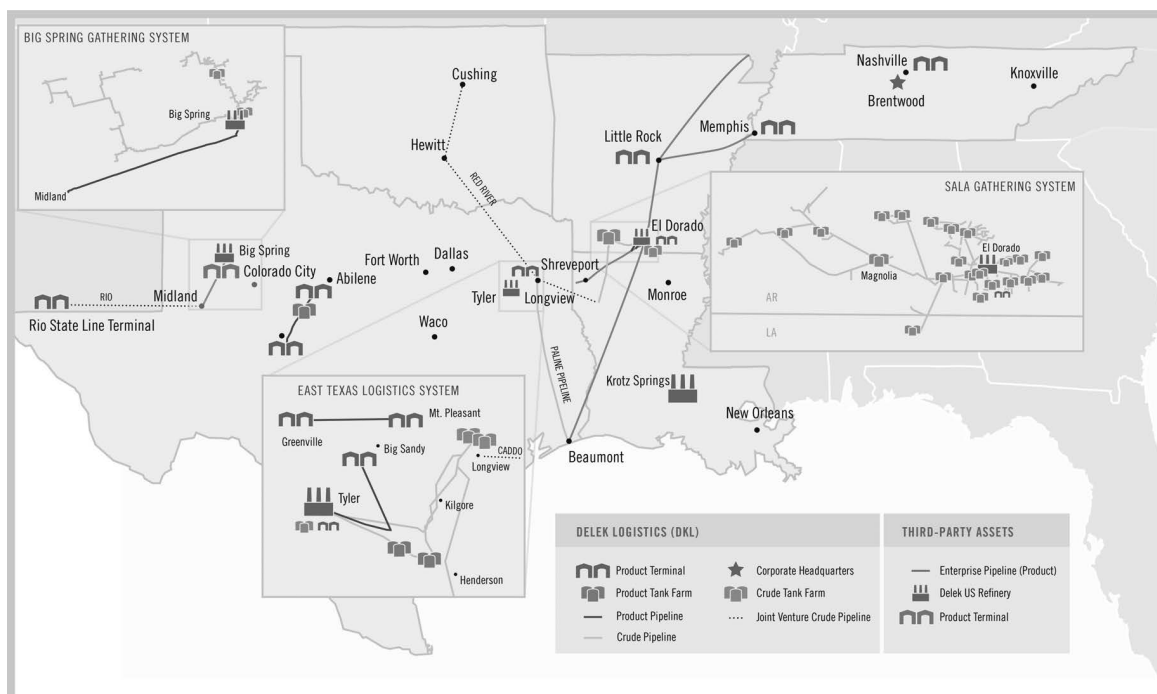 BIG SPRING GATHERING SYSTEM
Big Spring
Midland
Cushing
Hewitt
RED RIVER
Nashville
Brentwood
Knoxville
Memphis
Little Rock
SALA GATHERING SYSTEM
El Dorado
Magnolia
AR
LA
El Dorado
Big Spring
Colorado City
Midland
RIO
Rio State Line Terminal
Abilene
Fort Worth
Dallas
Waco
Tyler
Longview
Shreveport
Monroe
PALINE PIPELINE
Krotz Springs
New Orleans
Beaumont
EAST TEXAS LOGISTICS SYSTEM
Greenville
Mt. Pleasant
Big Sandy
CADDO
Longview
Tyler
Kilgore
Henderson
DELEK LOGISTICS (DKL)
Product Terminal
Product Tank Farm
Product Pipeline
Crude Pipeline
Corporate Headquarters
Crude Tank Farm
Joint Venture Crude Pipeline
THIRD-PARTY ASSETS
Enterprise Pipeline (Product)
Delek US Refinery
Product Terminal